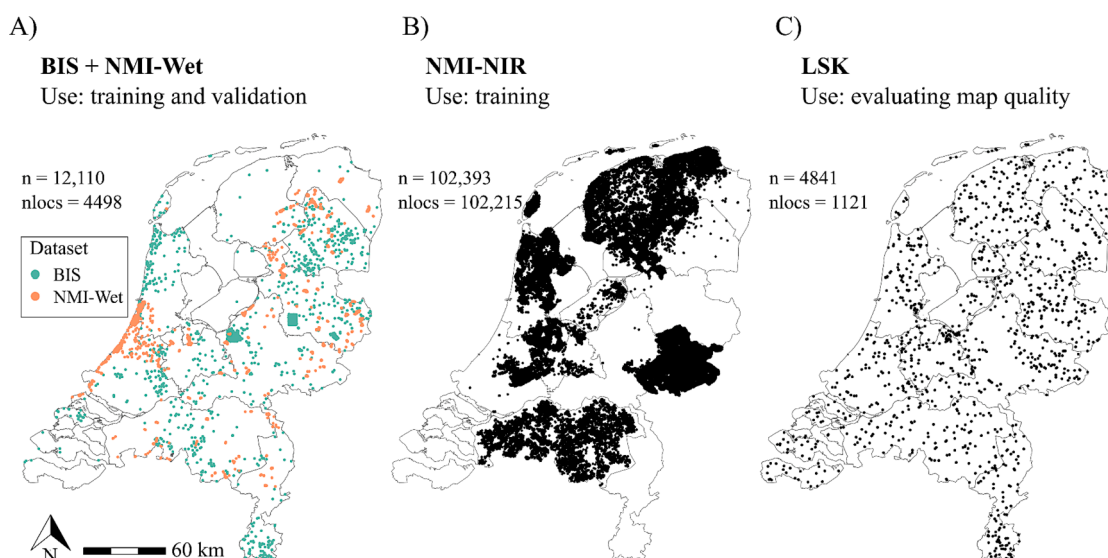 A)
BIS + NMI-Wet
Use: training and validation
n = 12,110
nlocs = 4498
Dataset
BIS
NMI-Wet
N
60 km
B)
NMI-NIR
Use: training
n = 102,393
nlocs = 102,215
C)
LSK
Use: evaluating map quality
n = 4841
nlocs = 1121